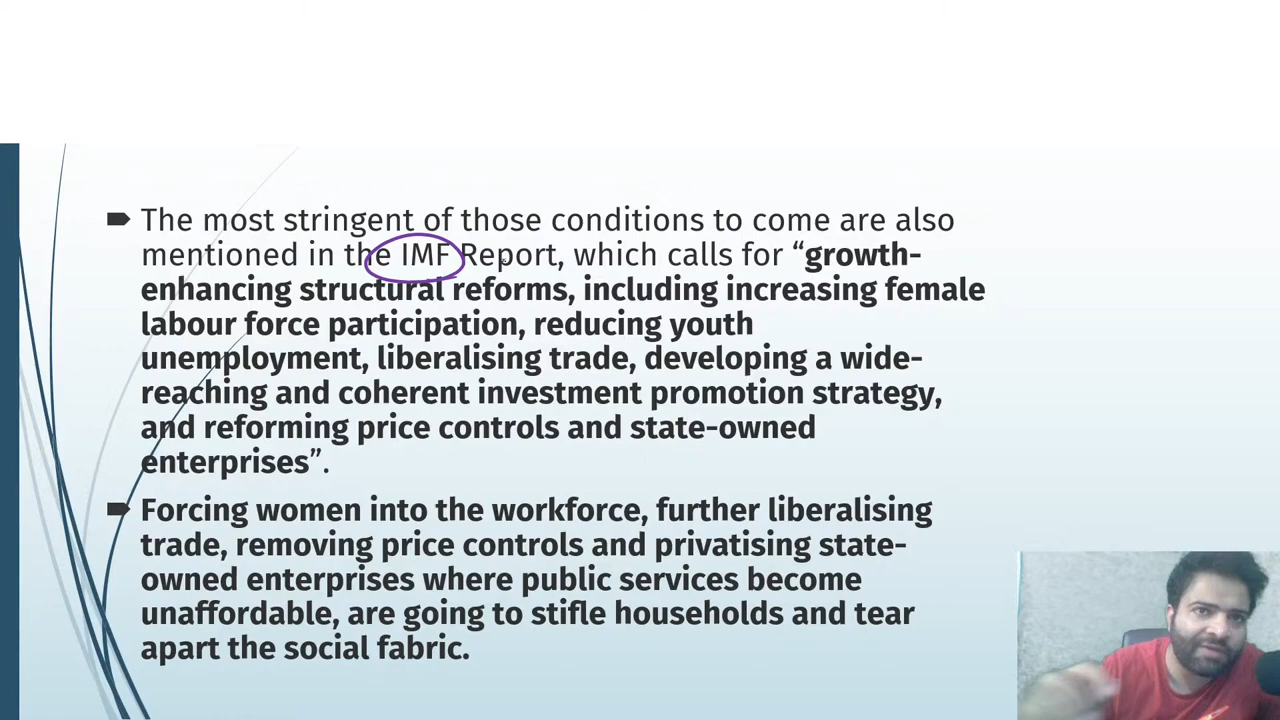 The most stringent of those conditions to come are also
mentioned in the IMF Report, which calls for “growth-
enhancing structural reforms, including increasing female
labour force participation, reducing youth
unemployment, liberalising trade, developing a wide-
reaching and coherent investment promotion strategy,
and reforming price controls and state-owned
enterprises”.
Forcing women into the workforce, further liberalising
trade, removing price controls and privatising state-
owned enterprises where public services become
unaffordable, are going to stifle households and tear
apart the social fabric.